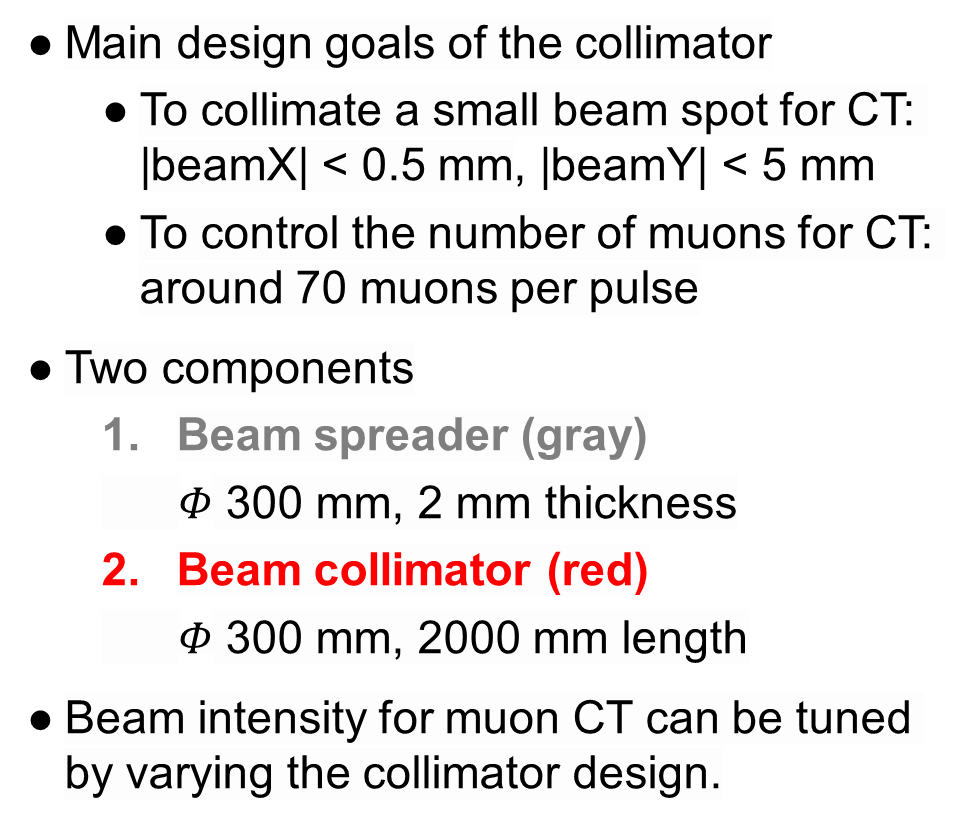 ● Main design goals of the collimator
● To collimate a small beam spot for CT:
|beamX| < 0.5 mm, |beamY| < 5 mm
● To control the number of muons for CT:
around 70 muons per pulse
● Two components
1. Beam spreader (gray)
𝛷 300 mm, 2 mm thickness
2. Beam collimator (red)
𝛷 300 mm, 2000 mm length
● Beam intensity for muon CT can be tuned
by varying the collimator design.